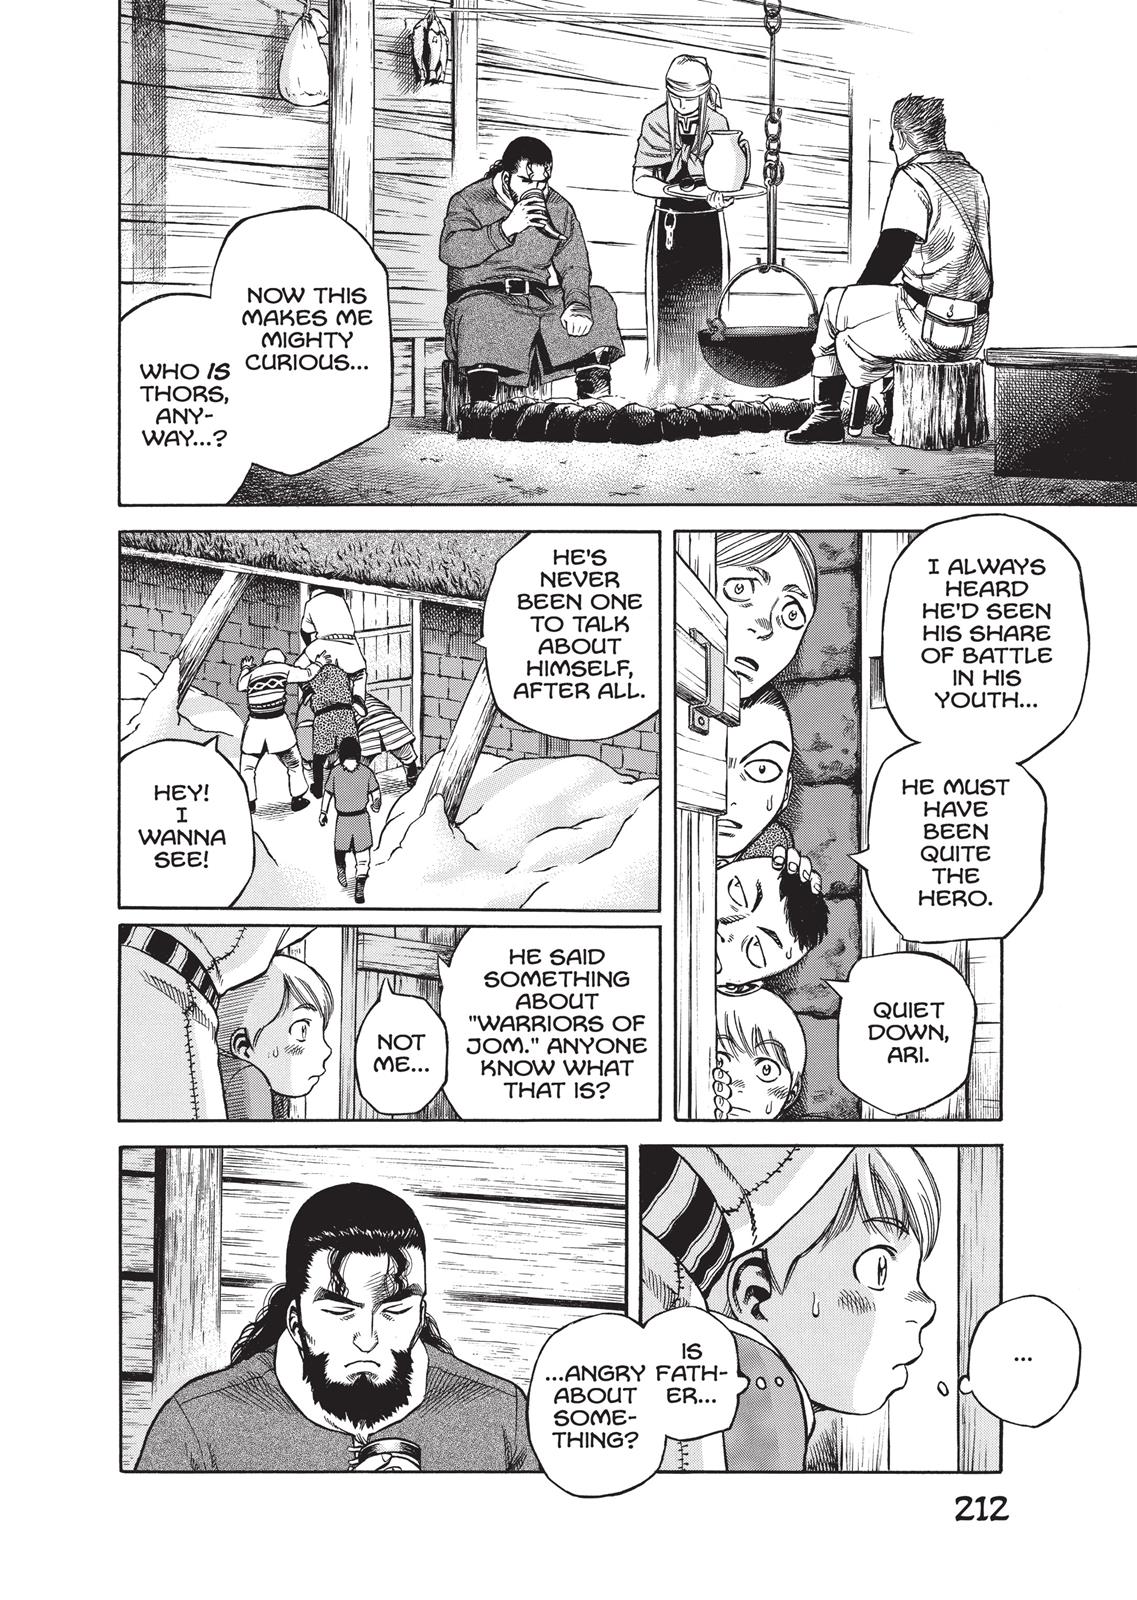 NOW THIS
MAKES ME
MIGHTY
CURIOUS...
WHO IS
THORS,
ANY-
WAY...?
I ALWAYS
HEARD
HE'D SEEN
HIS SHARE
OF BATTLE
IN HIS
YOUTH...
HE MUST
HAVE
BEEN
QUITE
THE
HERO.
QUIET
DOWN,
ARI.
HE'S
NEVER
BEEN ONE
TO TALK
ABOUT
HIMSELF,
AFTER ALL.
HEY!
I
WANNA
SEE!
HE SAID
SOMETHING
ABOUT
"WARRIORS OF
JOM." ANYONE
KNOW WHAT
THAT IS?
NOT
ME...
...
IS
FATH-
ER...
...ANGRY
ABOUT
SOME-
THING?
212